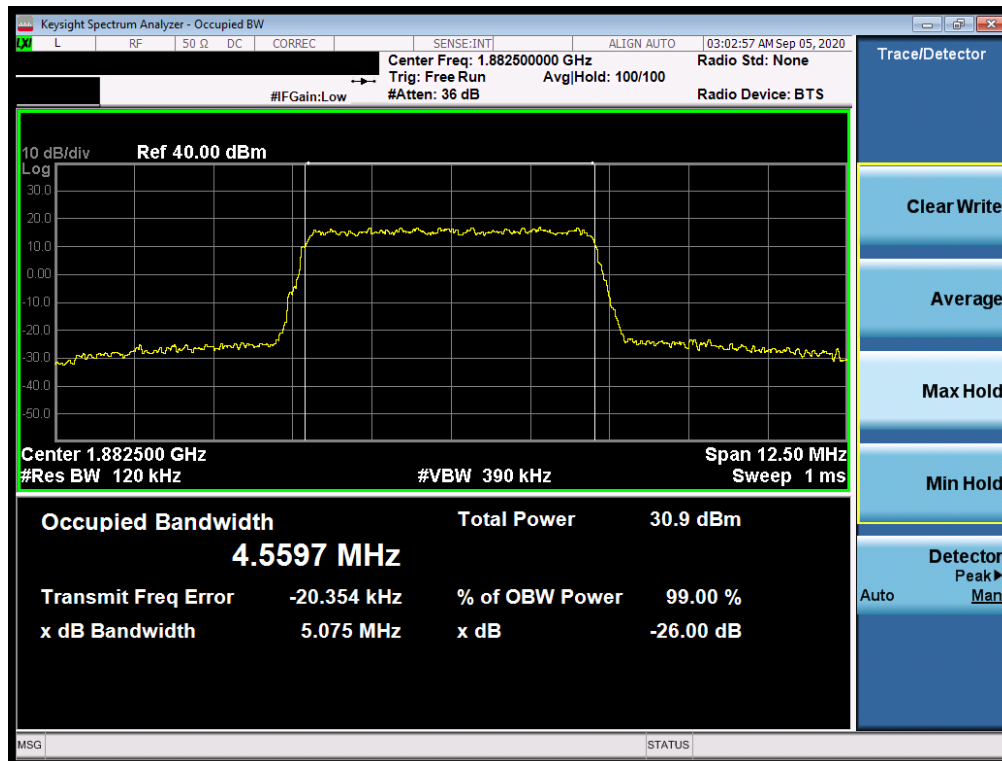 Keysight Spectrum Analyzer - Occupied BW
LXI L RF 50 Ω DC CORREC SENSE:INT ALIGN AUTO 03:02:57 AM Sep 05, 2020
Center Freq: 1.882500000 GHz Radio Std: None
Trig: Free Run Avg|Hold: 100/100
#IFGain:Low #Atten: 36 dB Radio Device: BTS
10 dB/div Ref 40.00 dBm
Log
30.0
20.0
10.0
0.00
-10.0
-20.0
-30.0
-40.0
-50.0
Center 1.882500 GHz Span 12.50 MHz
#Res BW 120 kHz #VBW 390 kHz Sweep 1 ms
Occupied Bandwidth Total Power 30.9 dBm
4.5597 MHz
Transmit Freq Error -20.354 kHz % of OBW Power 99.00 %
x dB Bandwidth 5.075 MHz x dB -26.00 dB
MSG STATUS
Trace/Detector
Clear Write
Average
Max Hold
Min Hold
Detector
Peak▶
Auto Man